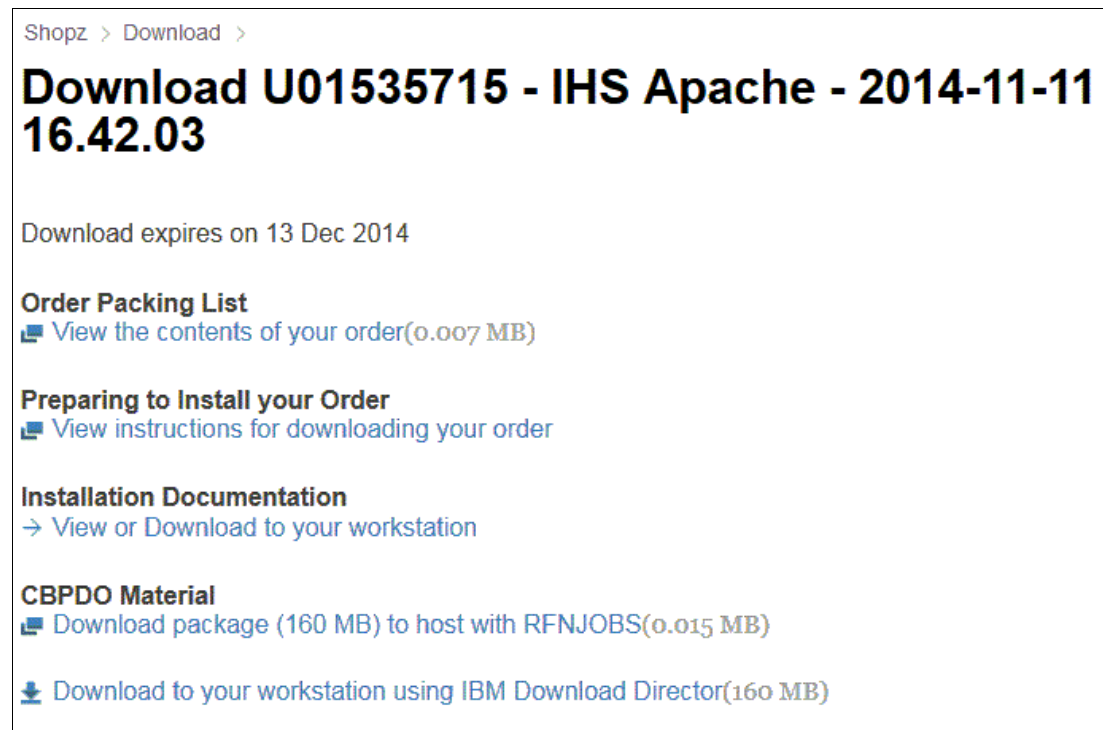 Shopz > Download >
Download U01535715 - IHS Apache - 2014-11-11
16.42.03
Download expires on 13 Dec 2014
Order Packing List
View the contents of your order(0.007 MB)
Preparing to Install your Order
View instructions for downloading your order
Installation Documentation
→ View or Download to your workstation
CBPDO Material
Download package (160 MB) to host with RFNJOBS(0.015 MB)
Download to your workstation using IBM Download Director(160 MB)